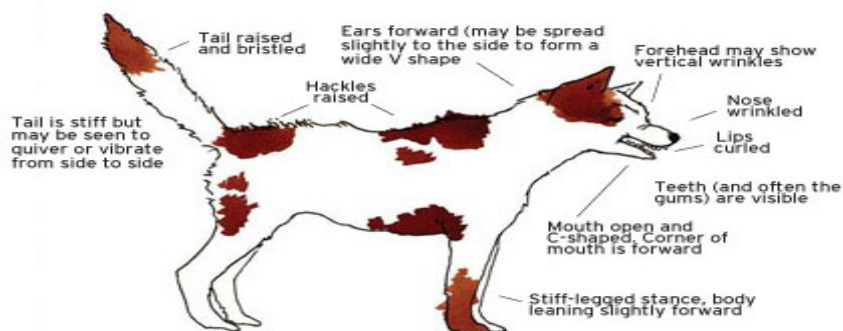 Tail raised
and bristled
Ears forward (may be spread
slightly to the side to form a
wide V shape
Forehead may show
vertical wrinkles
Hackles
raised
Nose
wrinkled
Tail is stiff but
may be seen to
quiver or vibrate
from side to side
Lips
curled
Teeth (and often the
gums) are visible
Mouth open and
C-shaped. Corner of
mouth is forward
Stiff-legged stance, body
leaning slightly forward